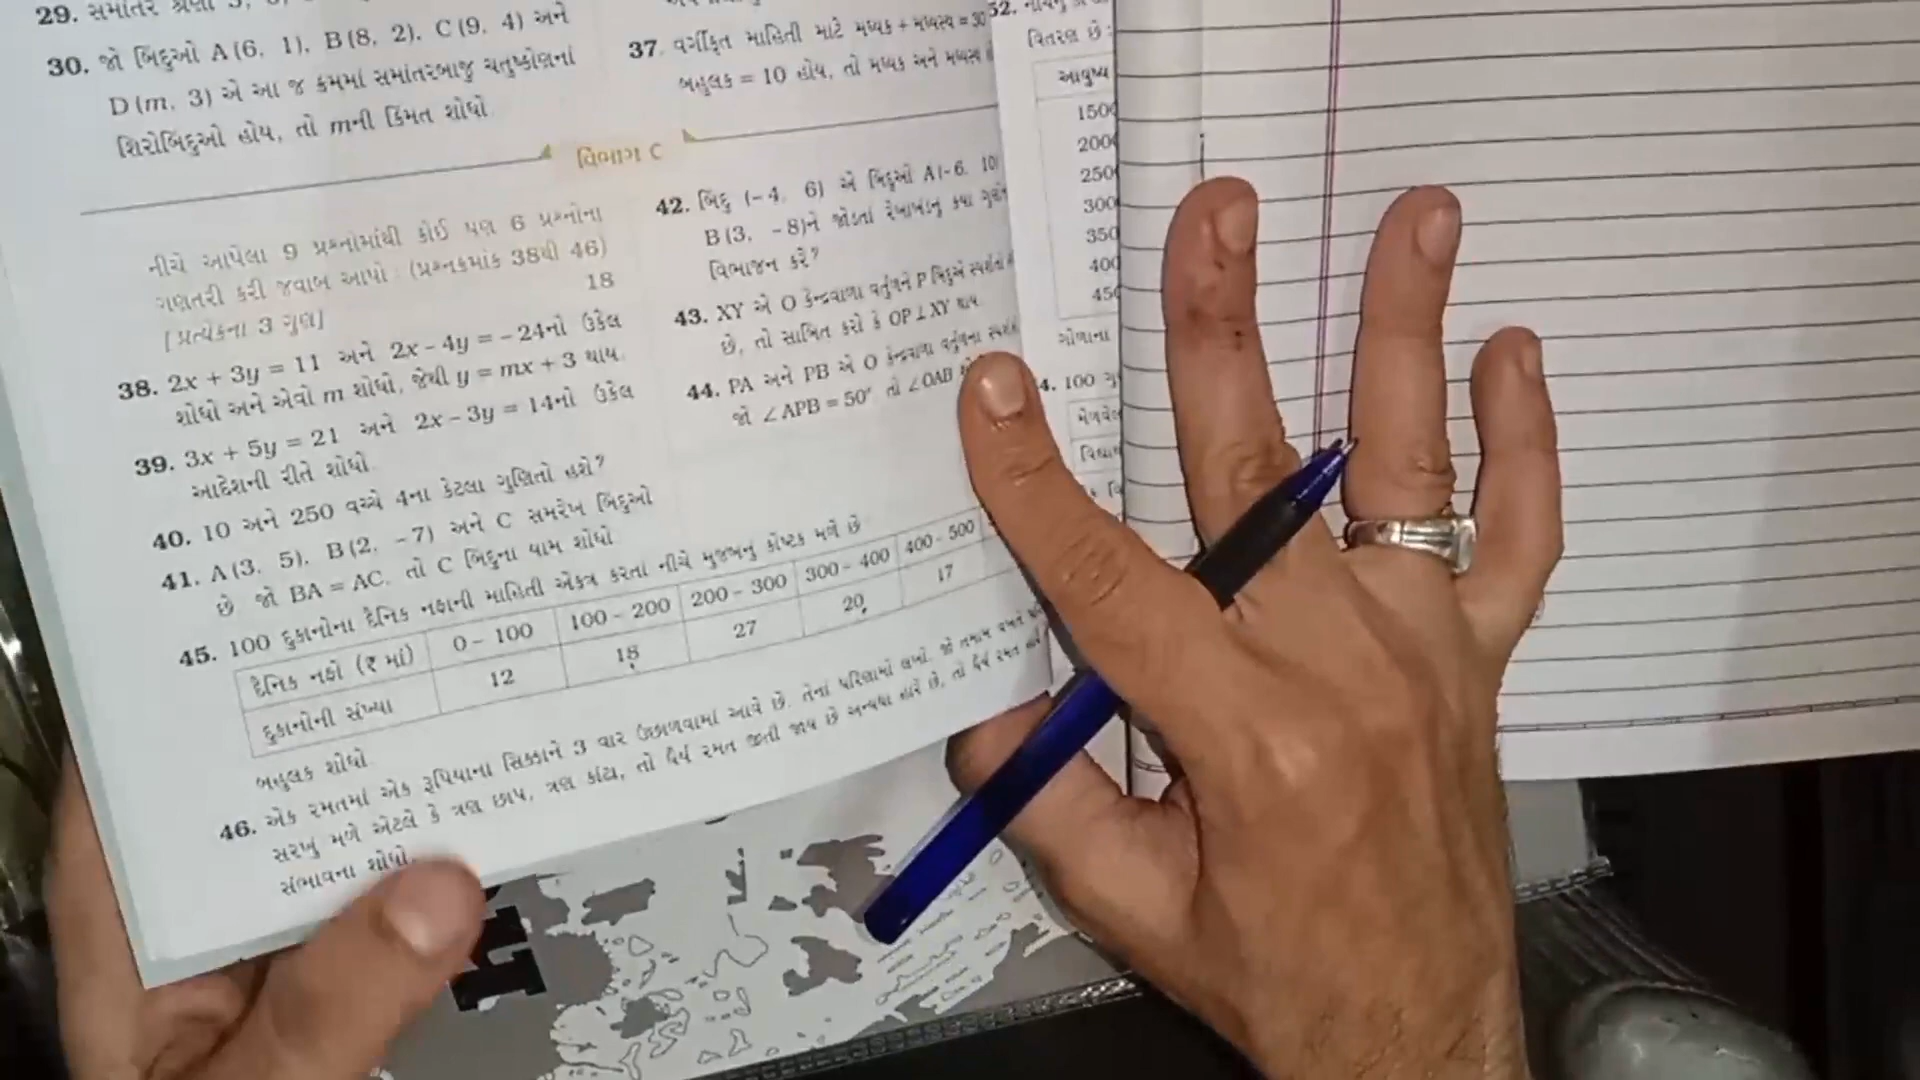 29. સમાંતર શ્રેણી
30. જો બિંદુઓ A (6, 1), B (8, 2), C (9, 4) અને
D (m, 3) એ આ જ ક્રમમાં સમાંતરબાજુ ચતુષ્કોણનાં
શિરોબિંદુઓ હોય, તો mની કિંમત શોધો.
37. વર્ગીકૃત માહિતી માટે મધ્યક + મધ્યસ્થ = 30
બહુલક = 10 હોય, તો મધ્યક અને મધ્યસ્થ
વિભાગ C
નીચે આપેલા 9 પ્રશ્નોમાંથી કોઈ પણ 6 પ્રશ્નોના
ગણતરી કરી જવાબ આપો : (પ્રશ્નક્રમાંક 38થી 46)
[પ્રત્યેકના 3 ગુણ] 18
38. 2x + 3y = 11 અને 2x - 4y = - 24નો ઉકેલ
શોધો અને એવો m શોધો, જેથી y = mx + 3 થાય.
39. 3x + 5y = 21 અને 2x - 3y = 14નો ઉકેલ
આદેશની રીતે શોધો.
40. 10 અને 250 વચ્ચે 4ના કેટલા ગુણિતો હશે?
41. A (3, 5), B (2, - 7) અને C સમરેખ બિંદુઓ
છે જો BA = AC, તો C બિંદુના યામ શોધો.
42. બિંદુ (- 4, 6) એ બિંદુઓ A (- 6, 10)
B (3, - 8)ને જોડતાં રેખાખંડનું કયા
વિભાજન કરે?
43. XY એ O કેન્દ્રવાળા વર્તુળને P બિંદુએ સ્પર્શતો
છે, તો સાબિત કરો કે OP ⊥ XY થાય.
44. PA અને PB એ O કેન્દ્રવાળા વર્તુળના
જો ∠APB = 50° તો ∠OAB
45. 100 દુકાનોના દૈનિક નફાની માહિતી એકત્ર કરતાં નીચે મુજબનું કોષ્ટક મળે છે
દૈનિક નફો (₹ માં) 0 - 100 100 - 200 200 - 300 300 - 400 400 - 500
દુકાનોની સંખ્યા 12 18 27 20 17
બહુલક શોધો.
46. એક રમતમાં એક રૂપિયાના સિક્કાને 3 વાર ઉછાળવામાં આવે છે. તેનાં પરિણામો લખો. જો તમામ વખતે
સરખું મળે એટલે કે ત્રણ છાપ, ત્રણ કાંટા, તો ધૈર્ય રમત જીતી જાય છે અન્યથા હારે છે, તો ધૈર્ય રમત
સંભાવના શોધો.
52.
વિતરણ છે :
આયુષ્ય
1500
2000
250
300
350
400
450
ગોળાના
4. 100